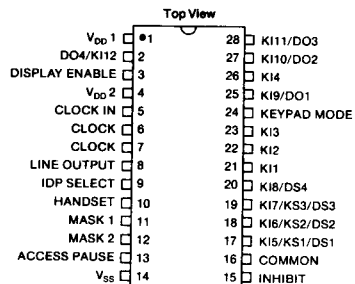 Top View
V_DD 1 1 28 KI11/DO3
DO4/KI12 2 27 KI10/DO2
DISPLAY ENABLE 3 26 KI4
V_DD 2 4 25 KI9/DO1
CLOCK IN 5 24 KEYPAD MODE
CLOCK 6 23 KI3
CLOCK 7 22 KI2
LINE OUTPUT 8 21 KI1
IDP SELECT 9 20 KI8/DS4
HANDSET 10 19 KI7/KS3/DS3
MASK 1 11 18 KI6/KS2/DS2
MASK 2 12 17 KI5/KS1/DS1
ACCESS PAUSE 13 16 COMMON
V_SS 14 15 INHIBIT